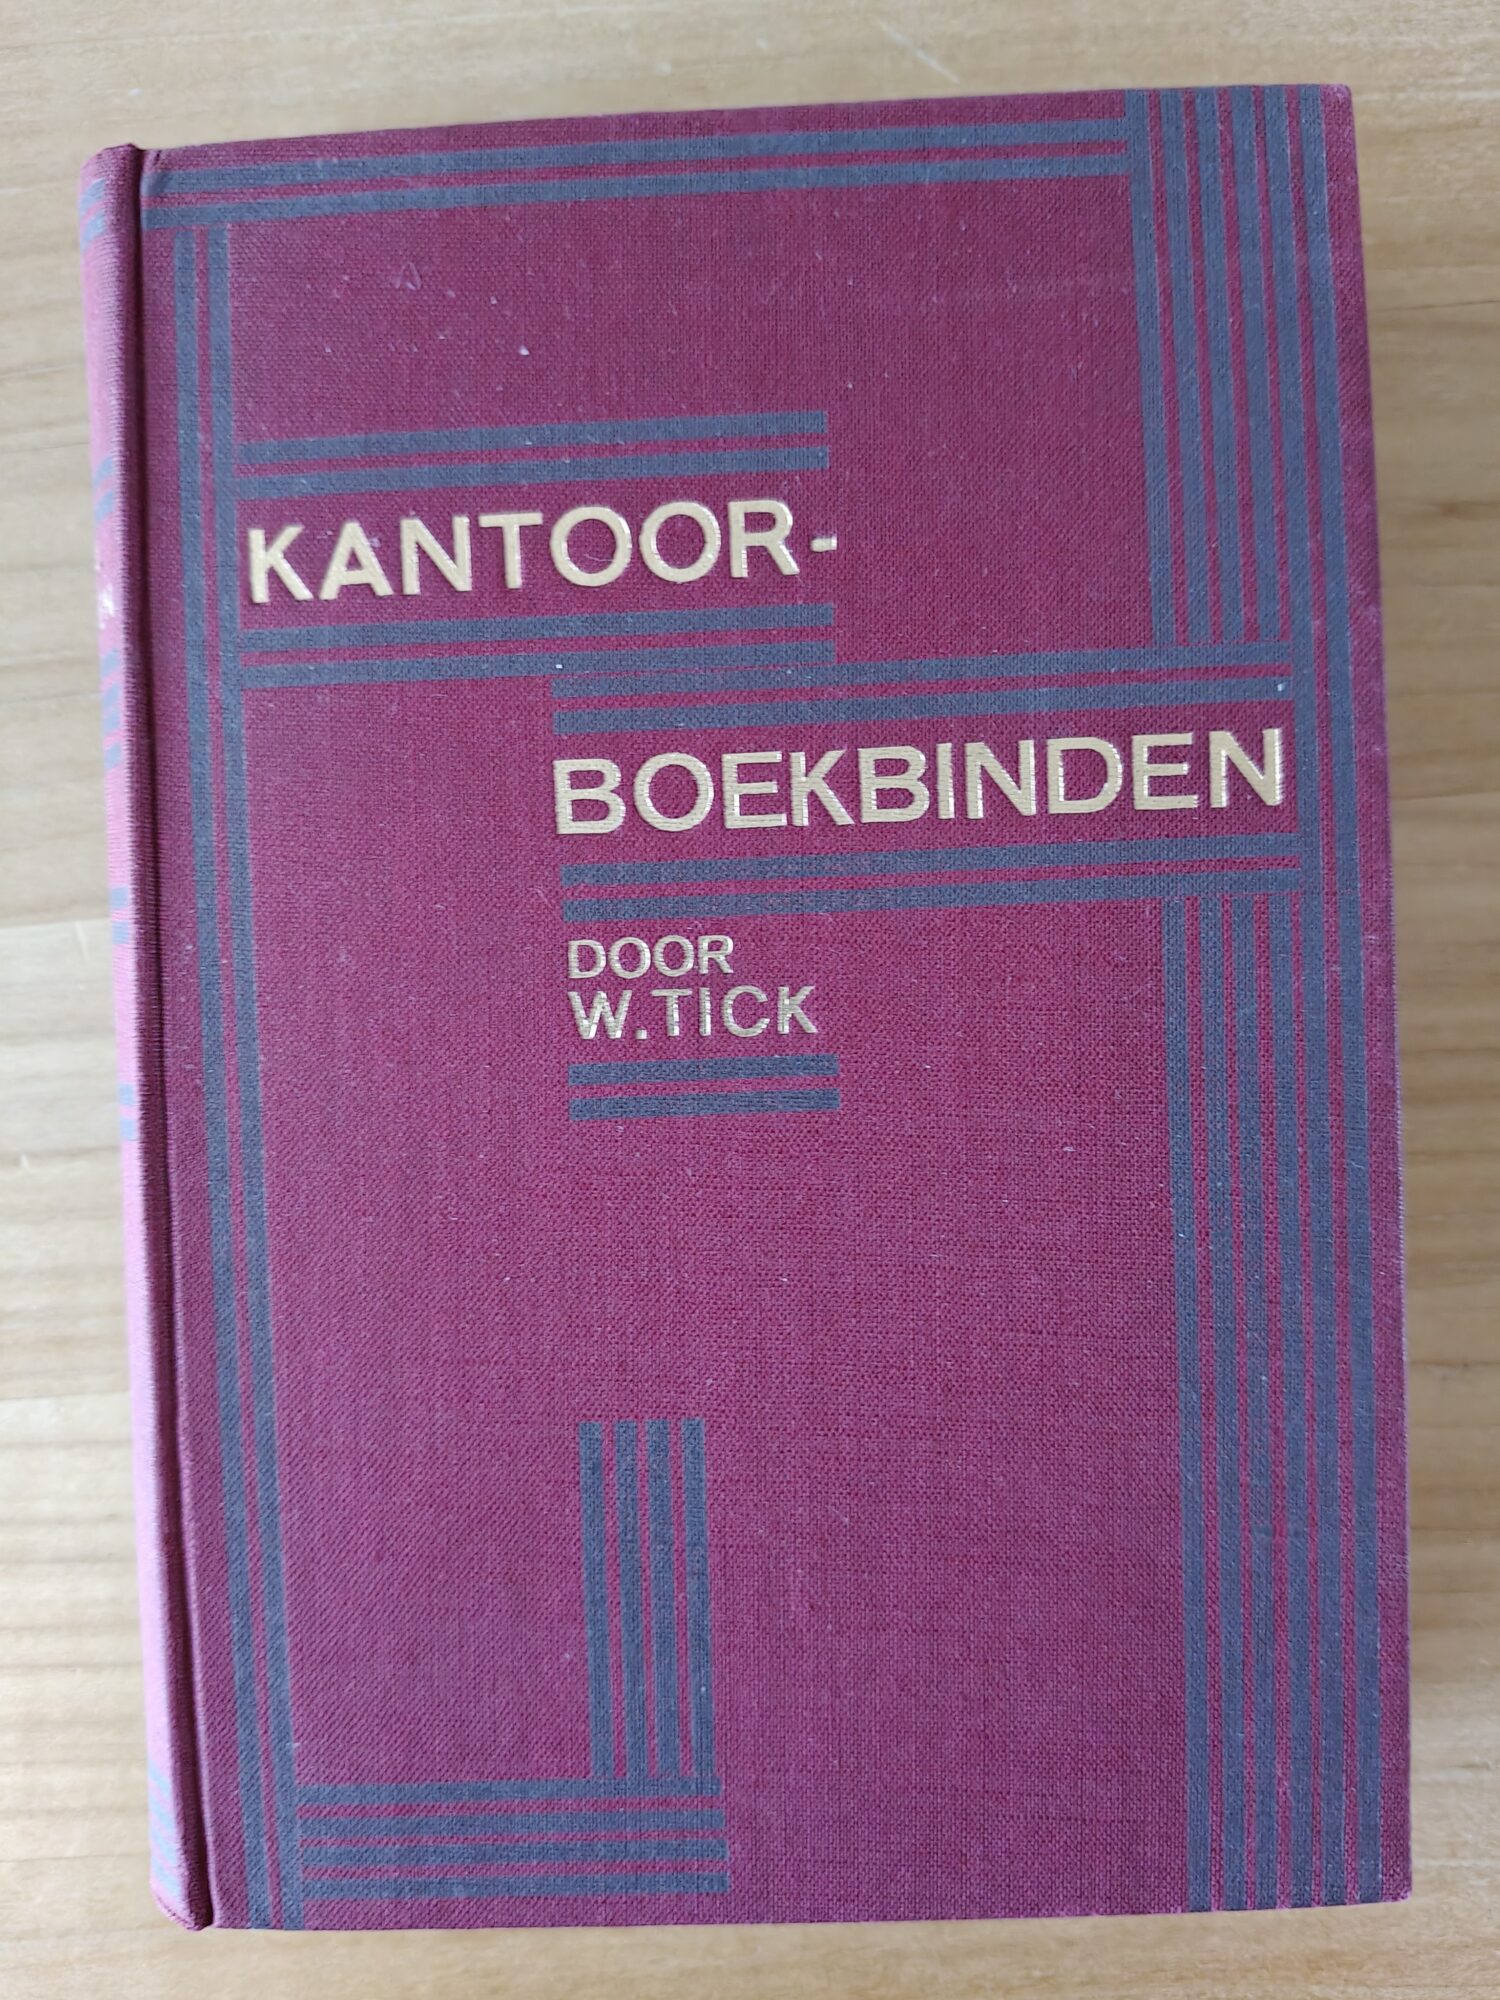 KANTOOR-
BOEKBINDEN
DOOR
W. TICK